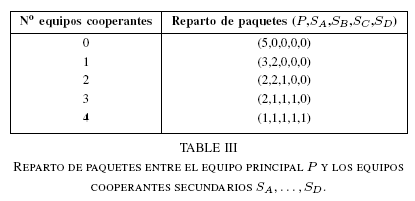 Nº equipos cooperantes Reparto de paquetes (P,S_A,S_B,S_C,S_D)
0 (5,0,0,0,0)
1 (3,2,0,0,0)
2 (2,2,1,0,0)
3 (2,1,1,1,0)
4 (1,1,1,1,1)
TABLE III
REPARTO DE PAQUETES ENTRE EL EQUIPO PRINCIPAL P Y LOS EQUIPOS
COOPERANTES SECUNDARIOS S_A, . . . , S_D.